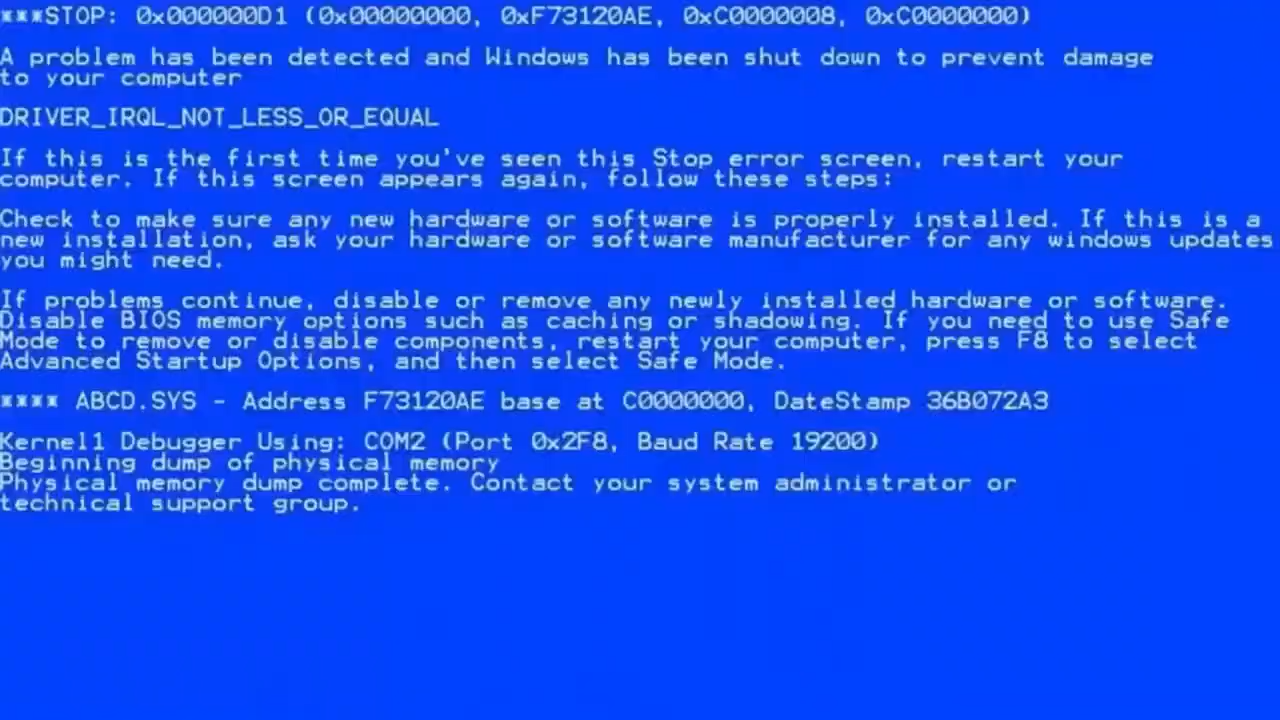 ***STOP: 0x000000D1 (0x00000000, 0xF73120AE, 0xC0000008, 0xC0000000)
A problem has been detected and Windows has been shut down to prevent damage
to your computer
DRIVER_IRQL_NOT_LESS_OR_EQUAL
If this is the first time you've seen this Stop error screen, restart your
computer. If this screen appears again, follow these steps:
Check to make sure any new hardware or software is properly installed. If this is a
new installation, ask your hardware or software manufacturer for any windows updates
you might need.
If problems continue, disable or remove any newly installed hardware or software.
Disable BIOS memory options such as caching or shadowing. If you need to use Safe
Mode to remove or disable components, restart your computer, press F8 to select
Advanced Startup Options, and then select Safe Mode.
**** ABCD.SYS - Address F73120AE base at C0000000, DateStamp 36B072A3
Kernel1 Debugger Using: COM2 (Port 0x2F8, Baud Rate 19200)
Beginning dump of physical memory
Physical memory dump complete. Contact your system administrator or
technical support group.